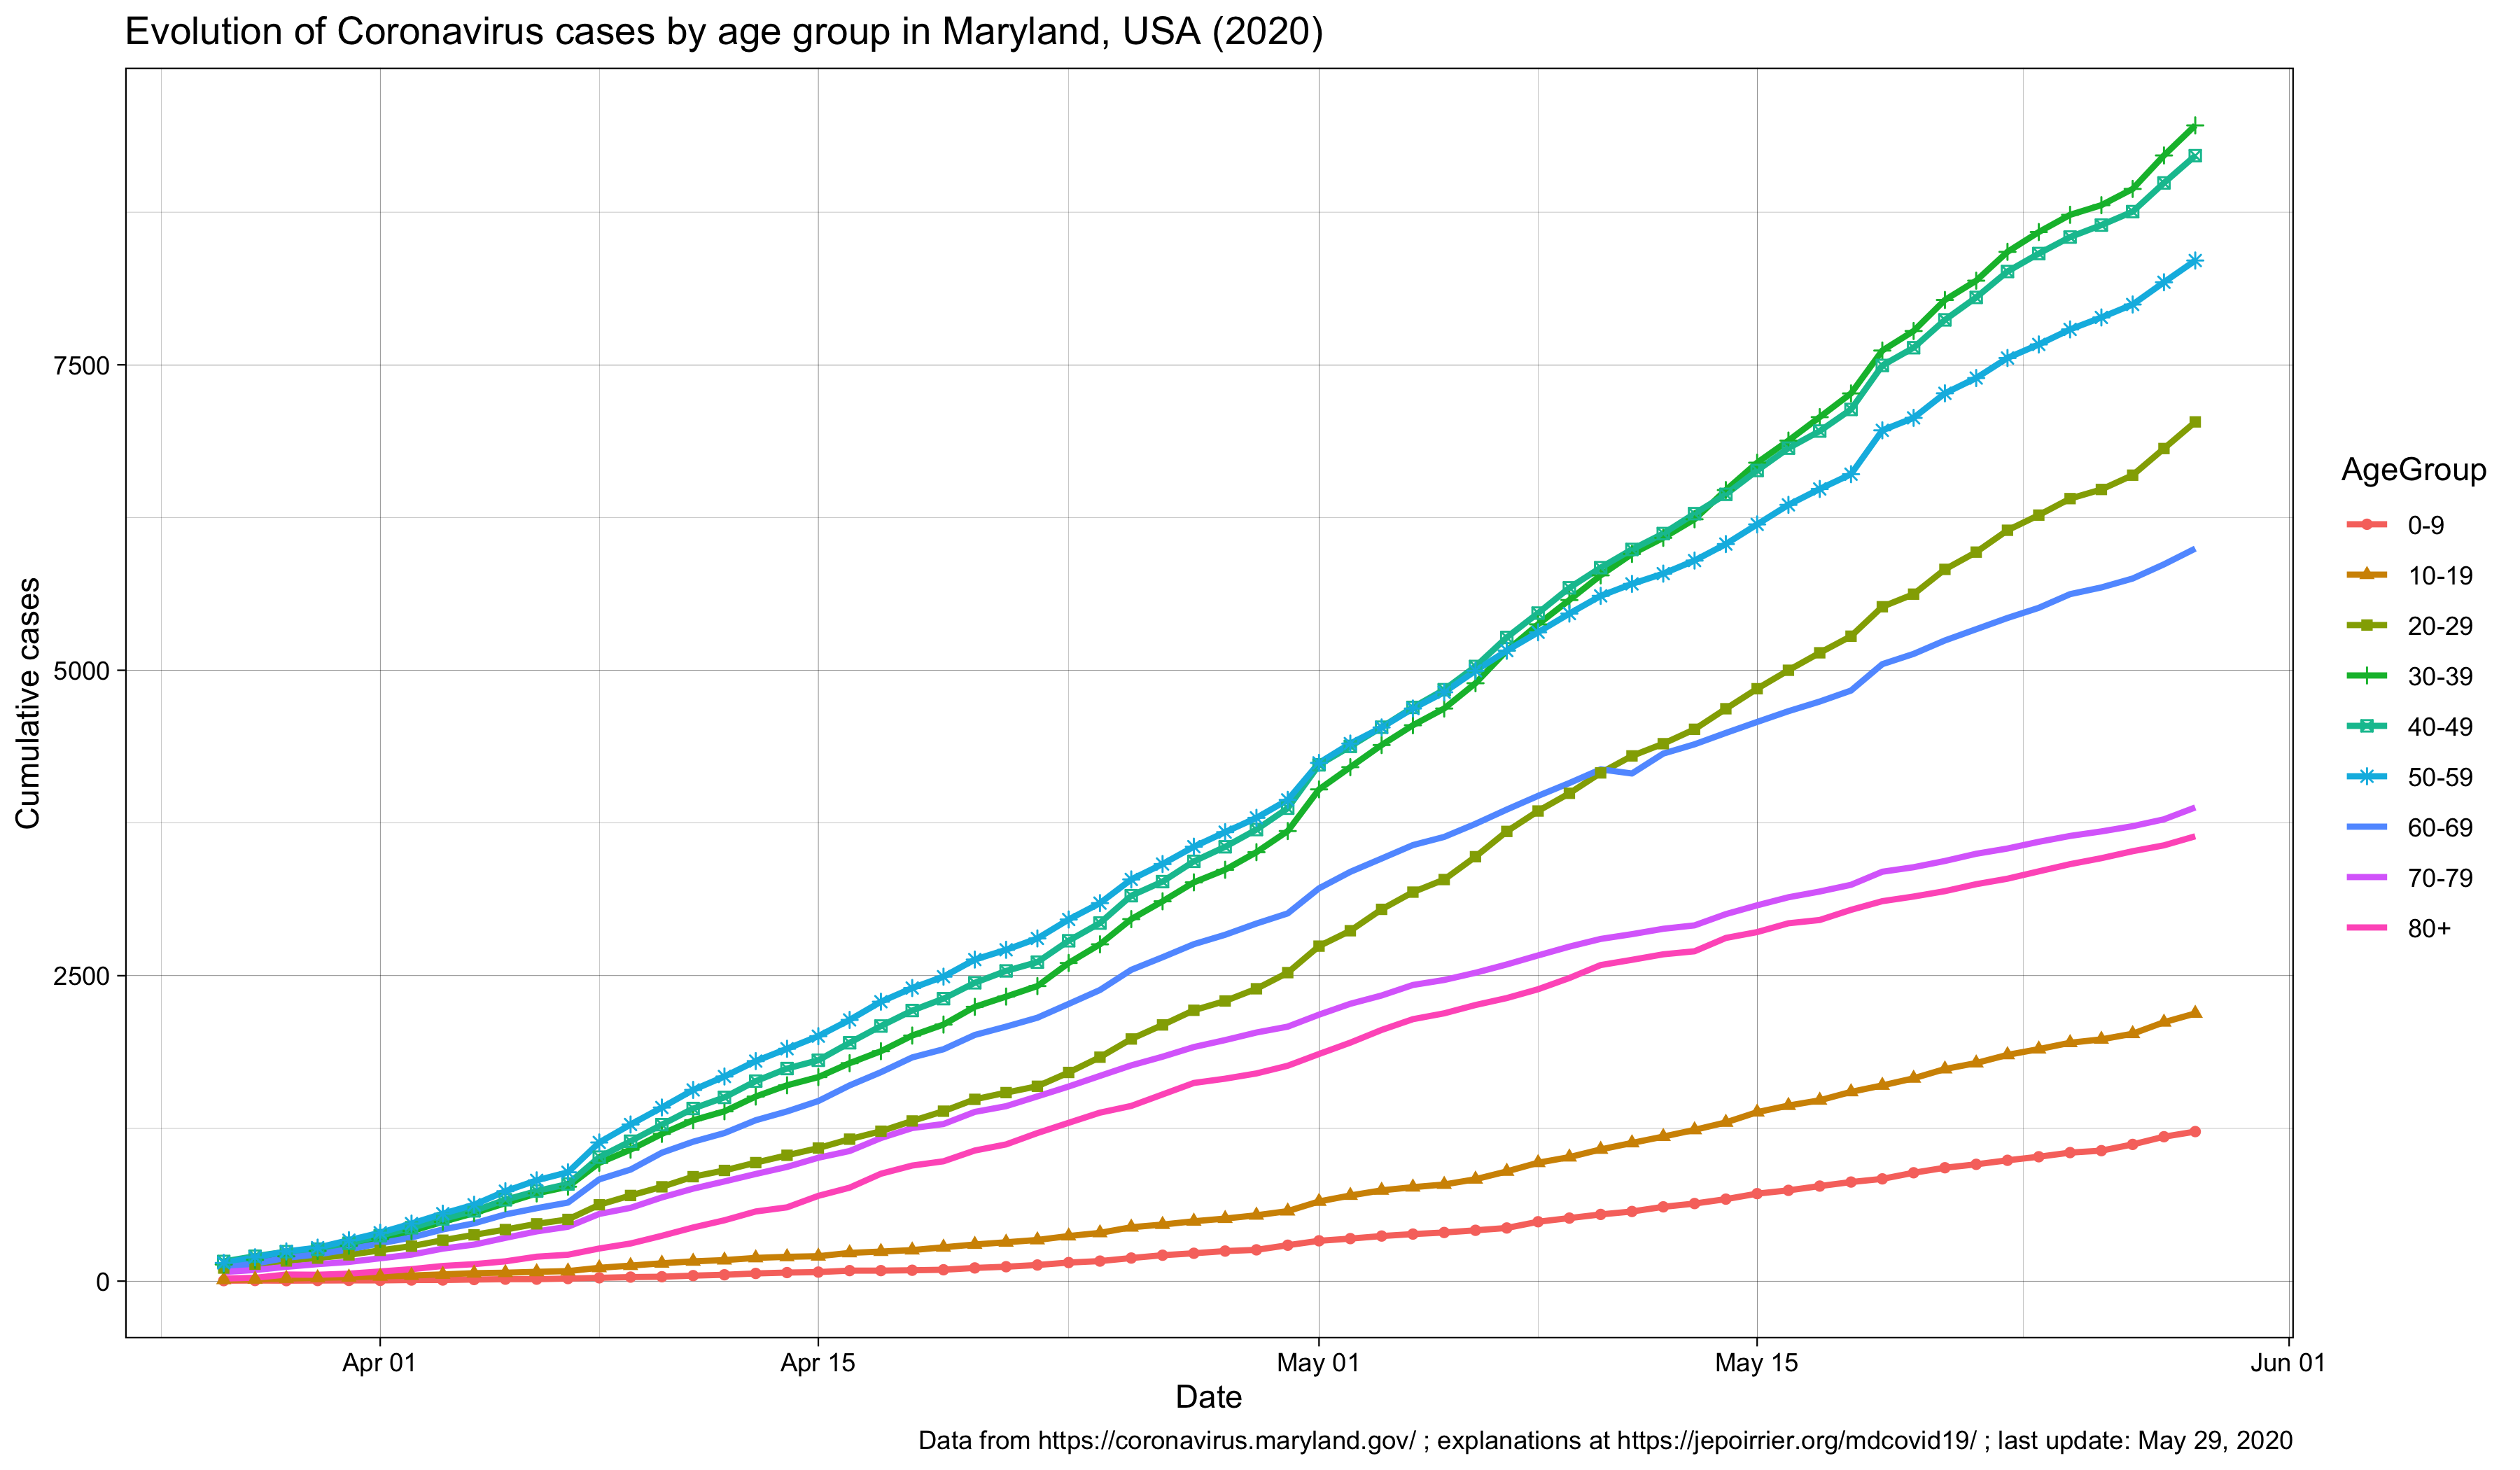 Evolution of Coronavirus cases by age group in Maryland, USA (2020)
7500
5000
2500
0
Cumulative cases
Apr 01
Apr 15
May 01
May 15
Jun 01
Date
AgeGroup
0-9
10-19
20-29
30-39
40-49
50-59
60-69
70-79
80+
Data from https://coronavirus.maryland.gov/ ; explanations at https://jepoirrier.org/mdcovid19/ ; last update: May 29, 2020